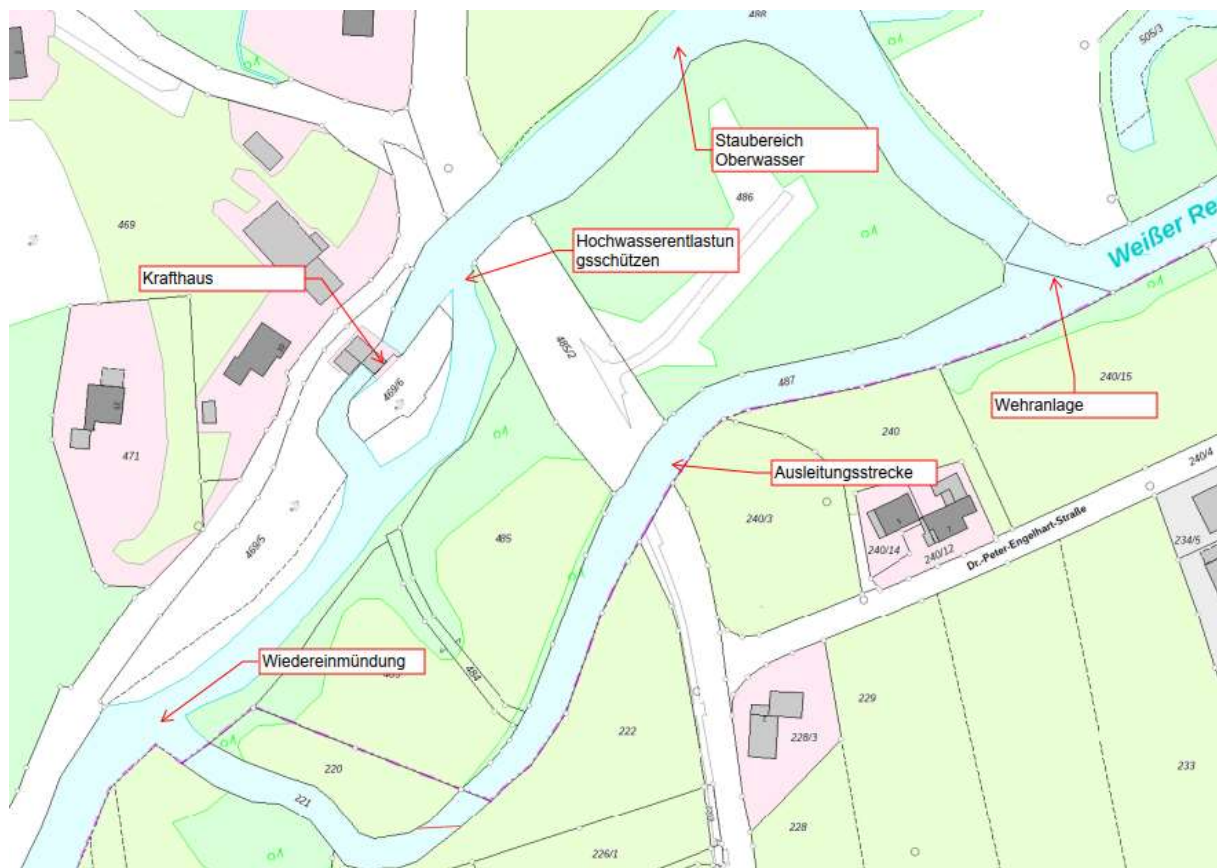 488
505/3
Staubereich
Oberwasser
486
469
Weißer Re
Hochwasserentlastun
gsschützen
Krafthaus
485/2
469/6
487
240/15
Wehranlage
240
471
Ausleitungsstrecke
240/4
240/3
485
469/5
240/14
240/12
Dr.-Peter-Engelhart-Straße
234/5
Wiedereinmündung
484
229
222
228/3
220
233
221
228
226/1